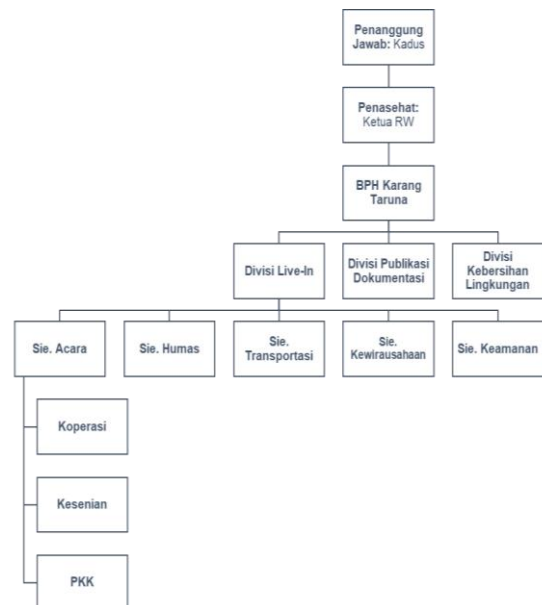 Penanggung
Jawab: Kadus
Penasehat:
Ketua RW
BPH Karang
Taruna
Divisi Live-In
Divisi Publikasi
Dokumentasi
Divisi
Kebersihan
Lingkungan
Sie. Acara
Sie. Humas
Sie.
Transportasi
Sie.
Kewirausahaan
Sie. Keamanan
Koperasi
Kesenian
PKK